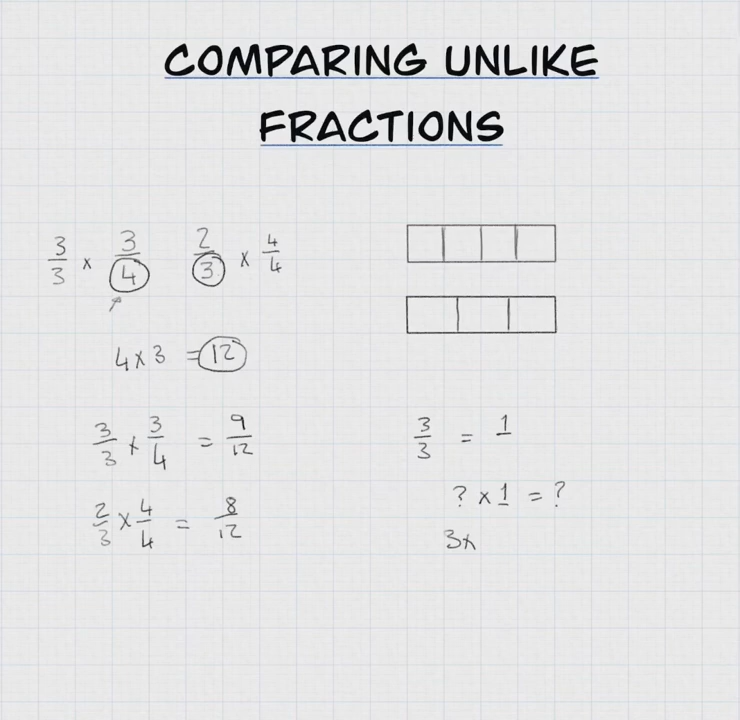 COMPARING UNLIKE
FRACTIONS
3/3 x 3/4 2/3 x 4/4
4 x 3 = 12
3/3 x 3/4 = 9/12
2/3 x 4/4 = 8/12
3/3 = 1
? x 1 = ?
3x